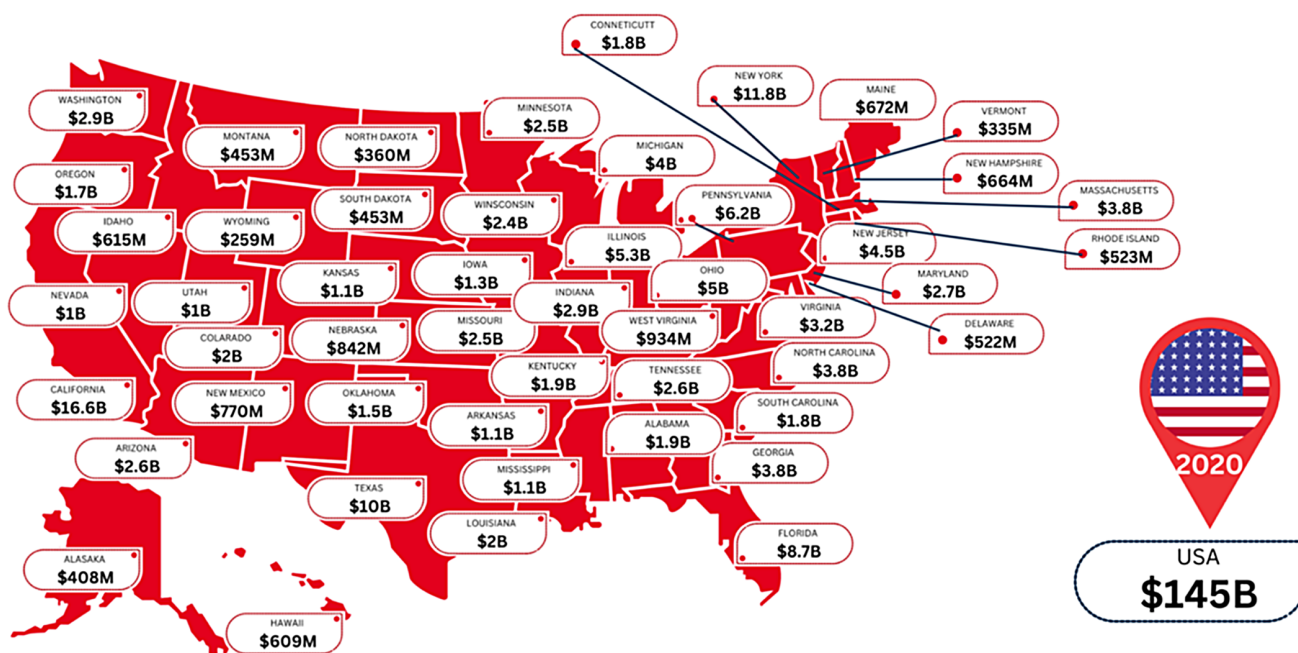 CONNETICUTT
$1.8B
NEW YORK
$11.8B
MAINE
$672M
WASHINGTON
$2.9B
MINNESOTA
$2.5B
VERMONT
$335M
MONTANA
$453M
NORTH DAKOTA
$360M
MICHIGAN
$4B
NEW HAMPSHIRE
$664M
OREGON
$1.7B
SOUTH DAKOTA
$453M
WINSCONSIN
$2.4B
PENNSYLVANIA
$6.2B
MASSACHUSETTS
$3.8B
IDAHO
$615M
WYOMING
$259M
ILLINOIS
$5.3B
NEW JERSEY
$4.5B
RHODE ISLAND
$523M
KANSAS
$1.1B
IOWA
$1.3B
OHIO
$5B
MARYLAND
$2.7B
NEVADA
$1B
UTAH
$1B
INDIANA
$2.9B
VIRGINIA
$3.2B
COLARADO
$2B
NEBRASKA
$842M
MISSOURI
$2.5B
WEST VIRGINIA
$934M
DELAWARE
$522M
KENTUCKY
$1.9B
TENNESSEE
$2.6B
NORTH CAROLINA
$3.8B
CALIFORNIA
$16.6B
NEW MEXICO
$770M
OKLAHOMA
$1.5B
ARKANSAS
$1.1B
ALABAMA
$1.9B
SOUTH CAROLINA
$1.8B
ARIZONA
$2.6B
MISSISSIPPI
$1.1B
GEORGIA
$3.8B
2020
TEXAS
$10B
LOUISIANA
$2B
FLORIDA
$8.7B
ALASAKA
$408M
USA
$145B
HAWAII
$609M